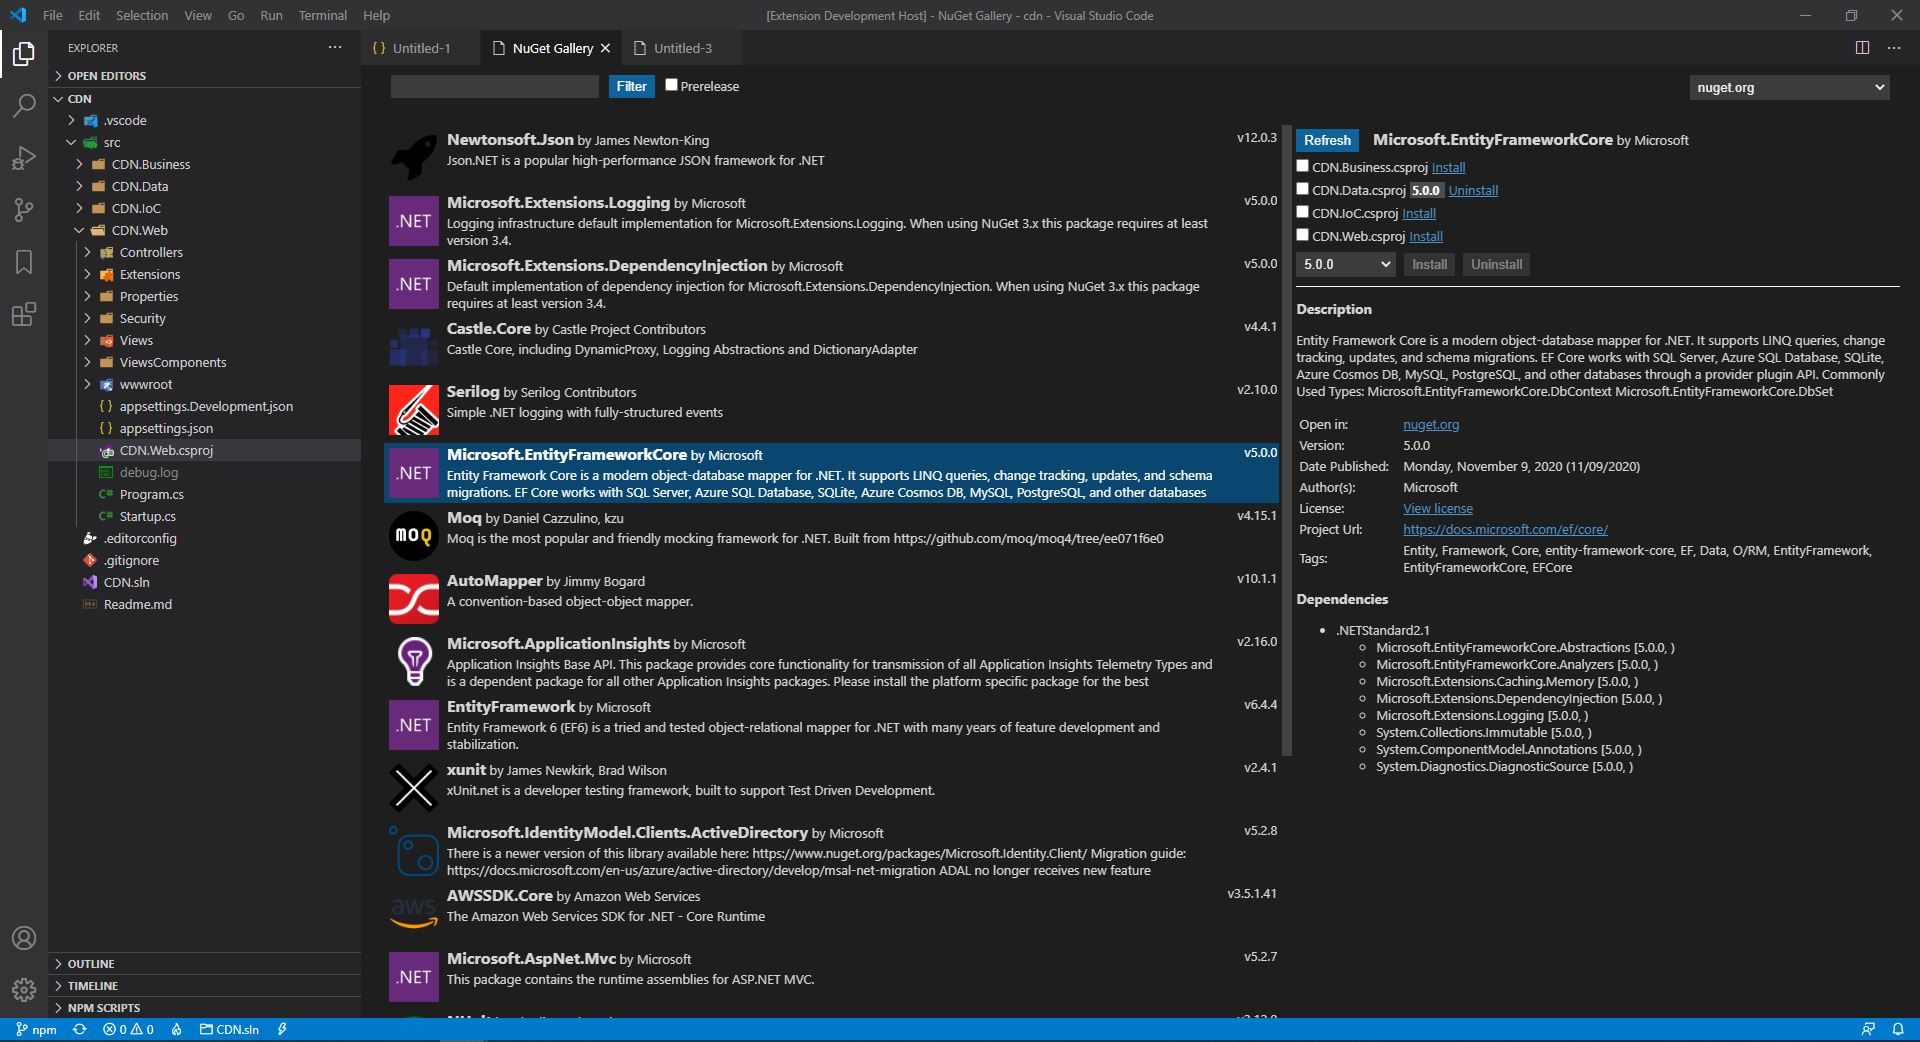 File Edit Selection View Go Run Terminal Help
[Extension Development Host] - NuGet Gallery - cdn - Visual Studio Code
EXPLORER
OPEN EDITORS
CDN
.vscode
src
CDN.Business
CDN.Data
CDN.IoC
CDN.Web
Controllers
Extensions
Properties
Security
Views
ViewsComponents
wwwroot
{ } appsettings.Development.json
{ } appsettings.json
CDN.Web.csproj
debug.log
C# Program.cs
C# Startup.cs
.editorconfig
.gitignore
CDN.sln
Readme.md
OUTLINE
TIMELINE
NPM SCRIPTS
{ } Untitled-1
NuGet Gallery
Untitled-3
Filter
Prerelease
nuget.org
Newtonsoft.Json by James Newton-King
v12.0.3
Json.NET is a popular high-performance JSON framework for .NET
.NET
Microsoft.Extensions.Logging by Microsoft
v5.0.0
Logging infrastructure default implementation for Microsoft.Extensions.Logging. When using NuGet 3.x this package requires at least
version 3.4.
.NET
Microsoft.Extensions.DependencyInjection by Microsoft
v5.0.0
Default implementation of dependency injection for Microsoft.Extensions.DependencyInjection. When using NuGet 3.x this package
requires at least version 3.4.
Castle.Core by Castle Project Contributors
v4.4.1
Castle Core, including DynamicProxy, Logging Abstractions and DictionaryAdapter
Serilog by Serilog Contributors
v2.10.0
Simple .NET logging with fully-structured events
.NET
Microsoft.EntityFrameworkCore by Microsoft
v5.0.0
Entity Framework Core is a modern object-database mapper for .NET. It supports LINQ queries, change tracking, updates, and schema
migrations. EF Core works with SQL Server, Azure SQL Database, SQLite, Azure Cosmos DB, MySQL, PostgreSQL, and other databases
MOQ
Moq by Daniel Cazzulino, kzu
v4.15.1
Moq is the most popular and friendly mocking framework for .NET. Built from https://github.com/moq/moq4/tree/ee071f6e0
AutoMapper by Jimmy Bogard
v10.1.1
A convention-based object-object mapper.
Microsoft.ApplicationInsights by Microsoft
v2.16.0
Application Insights Base API. This package provides core functionality for transmission of all Application Insights Telemetry Types and
is a dependent package for all other Application Insights packages. Please install the platform specific package for the best
.NET
EntityFramework by Microsoft
v6.4.4
Entity Framework 6 (EF6) is a tried and tested object-relational mapper for .NET with many years of feature development and
stabilization.
xunit by James Newkirk, Brad Wilson
v2.4.1
xUnit.net is a developer testing framework, built to support Test Driven Development.
Microsoft.IdentityModel.Clients.ActiveDirectory by Microsoft
v5.2.8
There is a newer version of this library available here: https://www.nuget.org/packages/Microsoft.Identity.Client/ Migration guide:
https://docs.microsoft.com/en-us/azure/active-directory/develop/msal-net-migration ADAL no longer receives new feature
aws
AWSSDK.Core by Amazon Web Services
v3.5.1.41
The Amazon Web Services SDK for .NET - Core Runtime
.NET
Microsoft.AspNet.Mvc by Microsoft
v5.2.7
This package contains the runtime assemblies for ASP.NET MVC.
Refresh
Microsoft.EntityFrameworkCore by Microsoft
CDN.Business.csproj Install
CDN.Data.csproj 5.0.0 Uninstall
CDN.IoC.csproj Install
CDN.Web.csproj Install
5.0.0 Install Uninstall
Description
Entity Framework Core is a modern object-database mapper for .NET. It supports LINQ queries, change
tracking, updates, and schema migrations. EF Core works with SQL Server, Azure SQL Database, SQLite,
Azure Cosmos DB, MySQL, PostgreSQL, and other databases through a provider plugin API. Commonly
Used Types: Microsoft.EntityFrameworkCore.DbContext Microsoft.EntityFrameworkCore.DbSet
Open in: nuget.org
Version: 5.0.0
Date Published: Monday, November 9, 2020 (11/09/2020)
Author(s): Microsoft
License: View license
Project Url: https://docs.microsoft.com/ef/core/
Tags: Entity, Framework, Core, entity-framework-core, EF, Data, O/RM, EntityFramework,
EntityFrameworkCore, EFCore
Dependencies
.NETStandard2.1
Microsoft.EntityFrameworkCore.Abstractions [5.0.0, )
Microsoft.EntityFrameworkCore.Analyzers [5.0.0, )
Microsoft.Extensions.Caching.Memory [5.0.0, )
Microsoft.Extensions.DependencyInjection [5.0.0, )
Microsoft.Extensions.Logging [5.0.0, )
System.Collections.Immutable [5.0.0, )
System.ComponentModel.Annotations [5.0.0, )
System.Diagnostics.DiagnosticSource [5.0.0, )
npm 0 0 CDN.sln